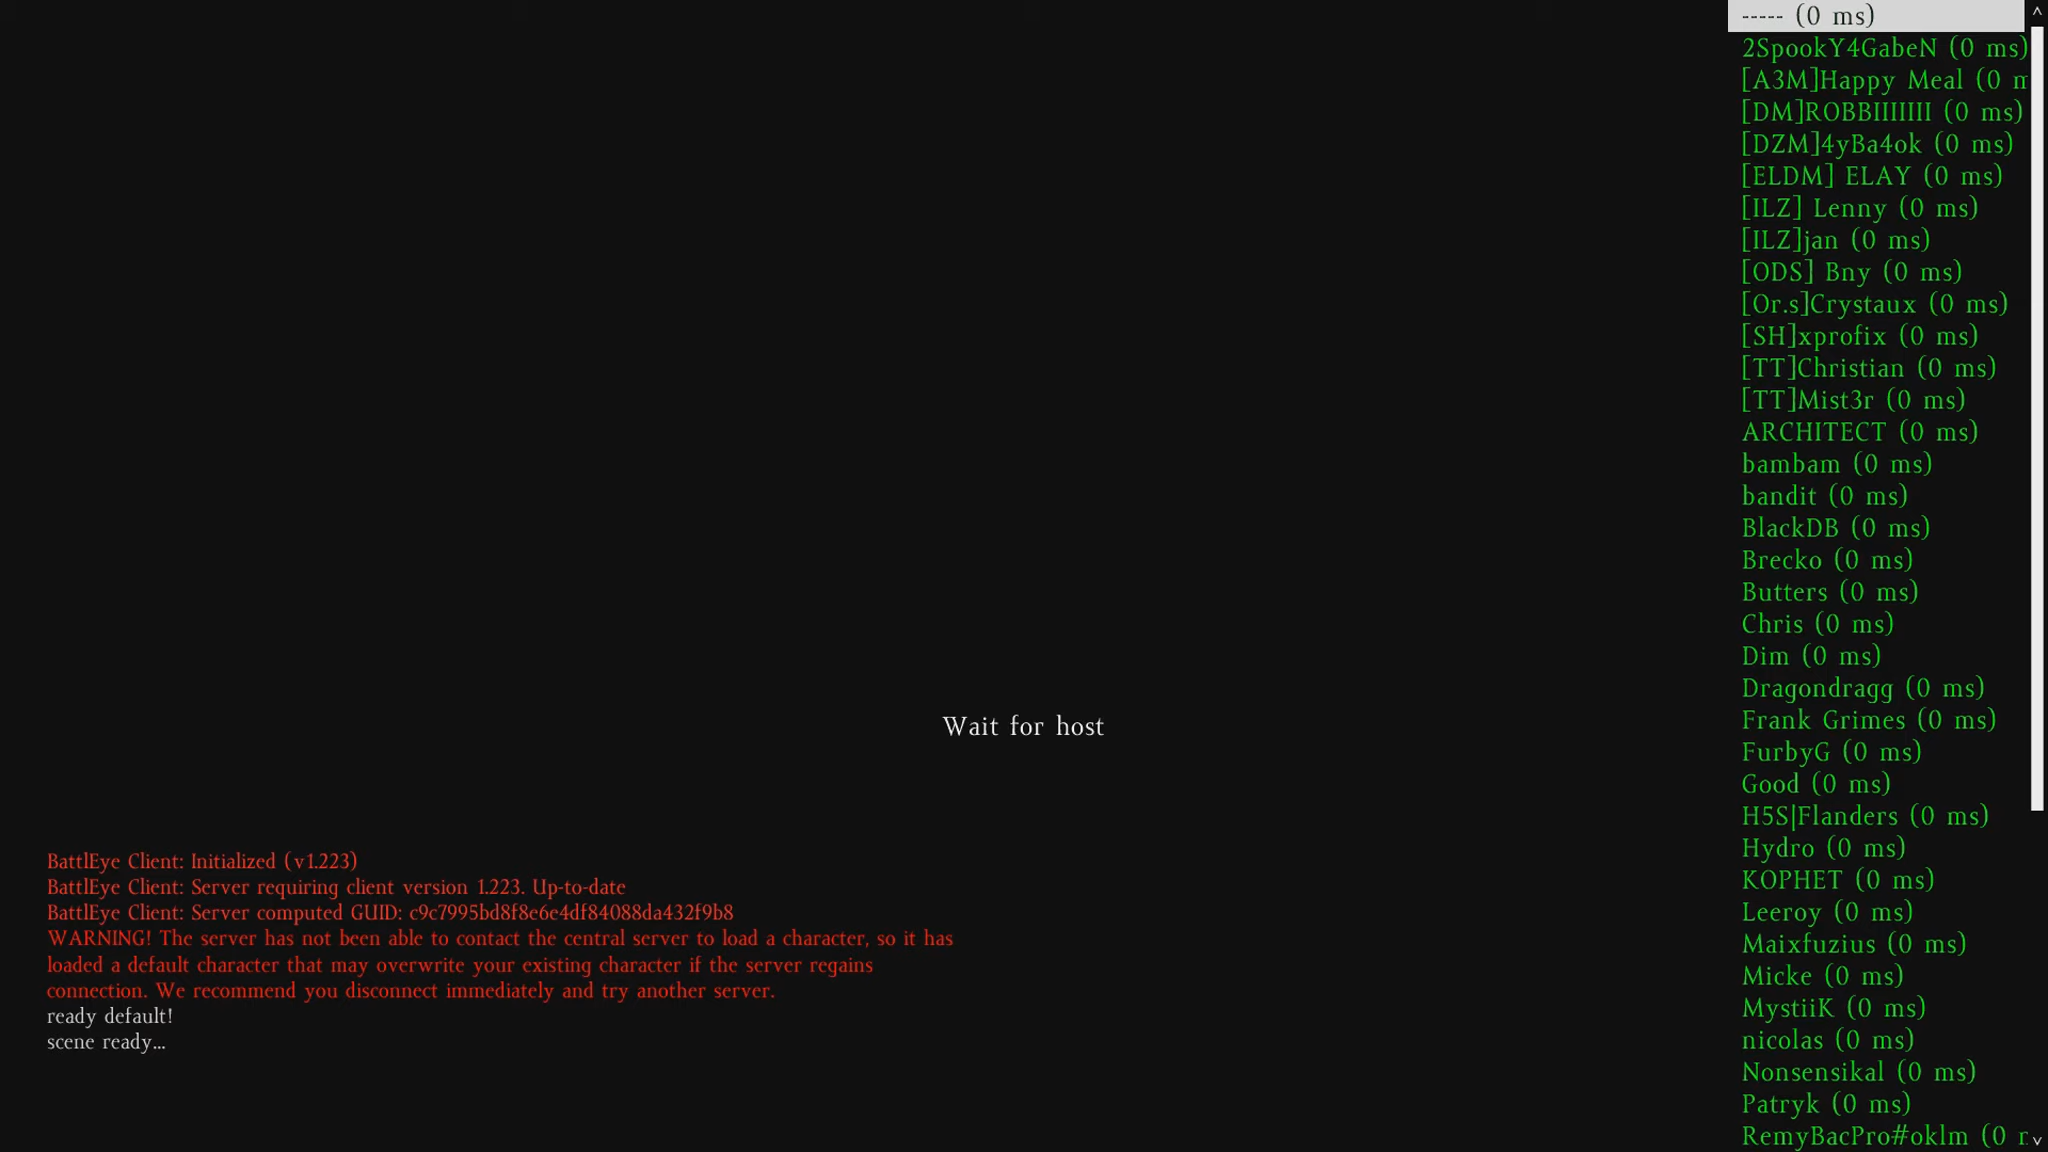 ----- (0 ms)
2SpookY4GabeN (0 ms)
[A3M]Happy Meal (0 m
[DM]ROBBIIIIIII (0 ms)
[DZM]4yBa4ok (0 ms)
[ELDM] ELAY (0 ms)
[ILZ] Lenny (0 ms)
[ILZ]jan (0 ms)
[ODS] Bny (0 ms)
[Or.s]Crystaux (0 ms)
[SH]xprofix (0 ms)
[TT]Christian (0 ms)
[TT]Mist3r (0 ms)
ARCHITECT (0 ms)
bambam (0 ms)
bandit (0 ms)
BlackDB (0 ms)
Brecko (0 ms)
Butters (0 ms)
Chris (0 ms)
Dim (0 ms)
Dragondragg (0 ms)
Frank Grimes (0 ms)
FurbyG (0 ms)
Good (0 ms)
H5S|Flanders (0 ms)
Hydro (0 ms)
KOPHET (0 ms)
Leeroy (0 ms)
Maixfuzius (0 ms)
Micke (0 ms)
MystiiK (0 ms)
nicolas (0 ms)
Nonsensikal (0 ms)
Patryk (0 ms)
RemyBacPro#oklm (0 r
Wait for host
BattlEye Client: Initialized (v1.223)
BattlEye Client: Server requiring client version 1.223. Up-to-date
BattlEye Client: Server computed GUID: c9c7995bd8f8e6e4df84088da432f9b8
WARNING! The server has not been able to contact the central server to load a character, so it has
loaded a default character that may overwrite your existing character if the server regains
connection. We recommend you disconnect immediately and try another server.
ready default!
scene ready...